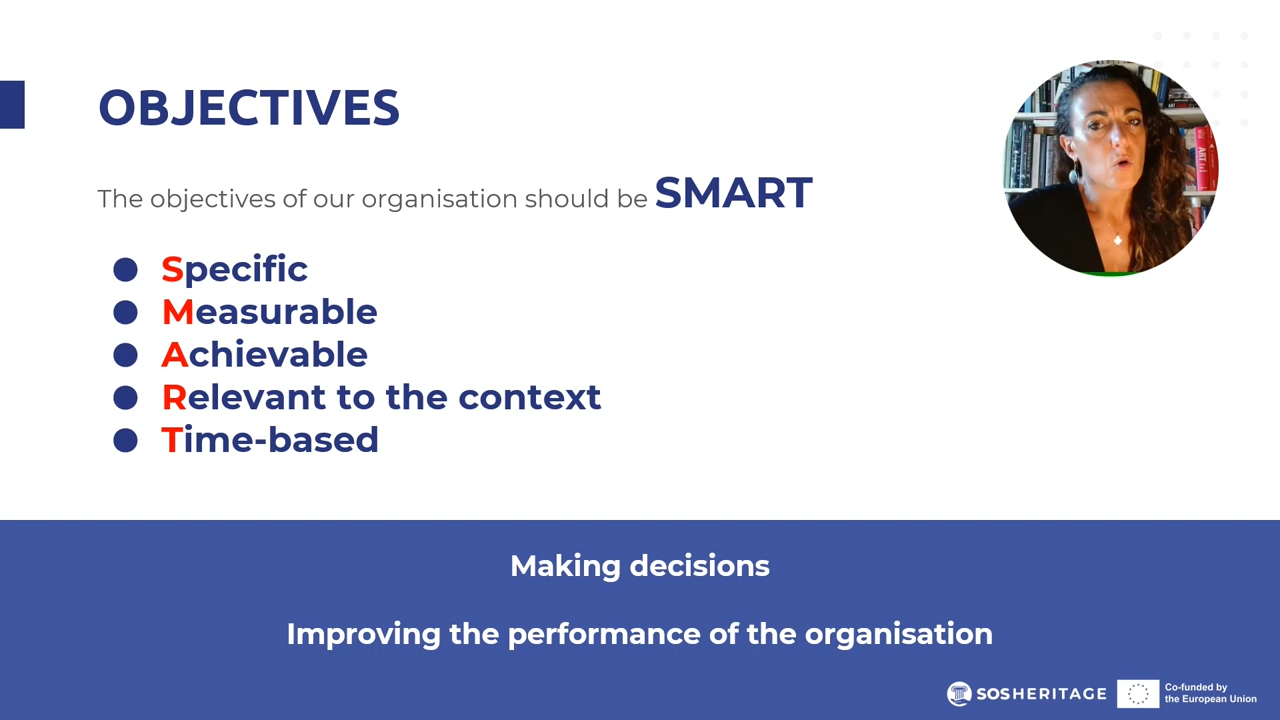 OBJECTIVES
The objectives of our organisation should be SMART
● Specific
● Measurable
● Achievable
● Relevant to the context
● Time-based
Making decisions
Improving the performance of the organisation
SOSHERITAGE
Co-funded by
the European Union